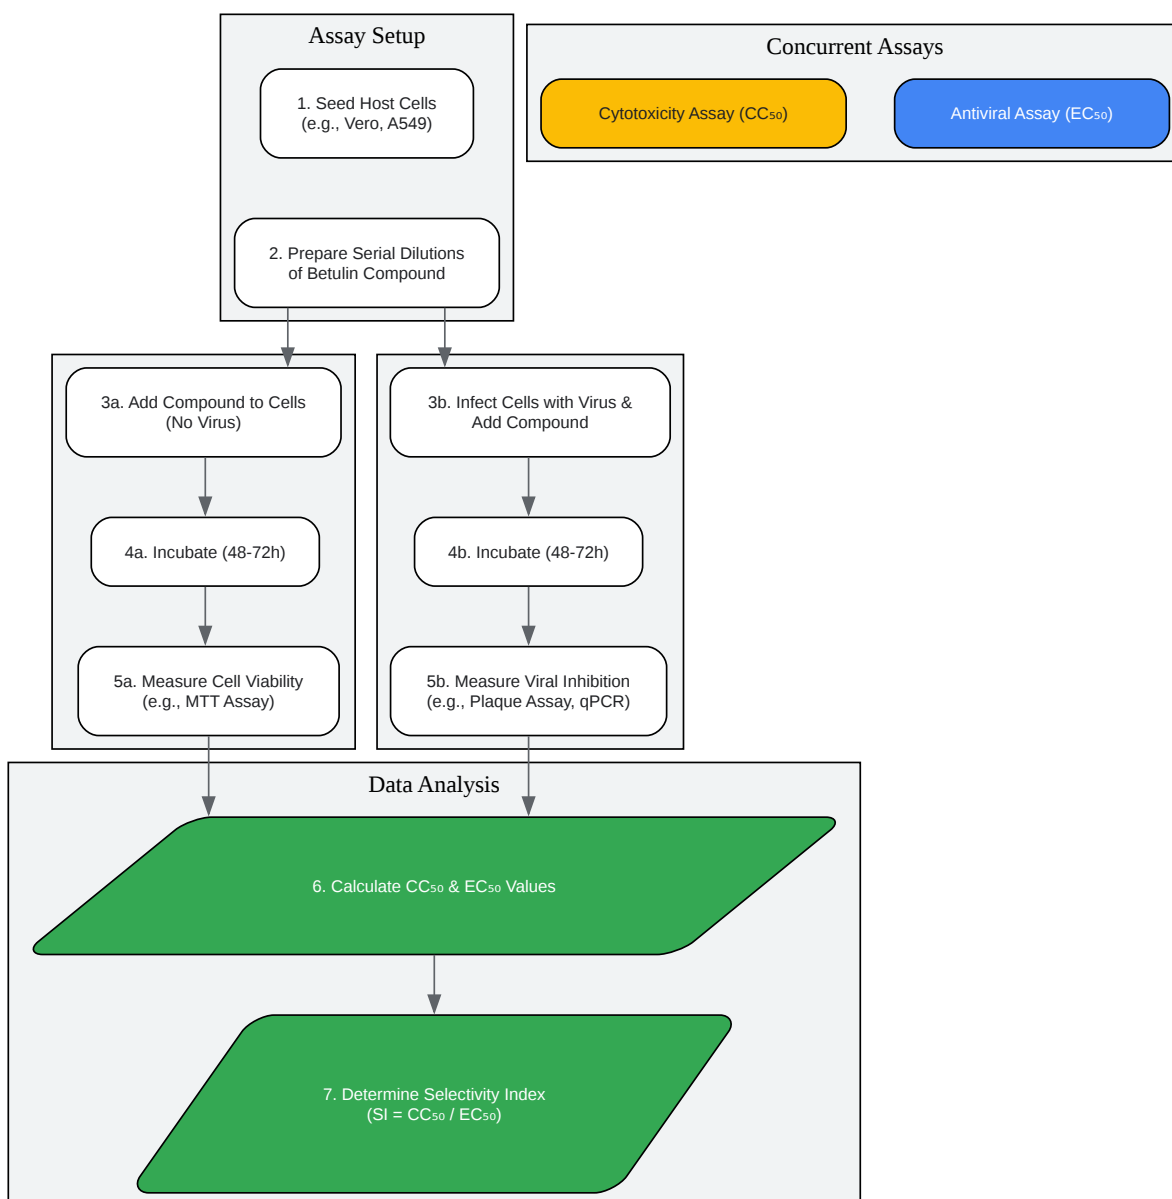 Assay Setup
1. Seed Host Cells
(e.g., Vero, A549)
2. Prepare Serial Dilutions
of Betulin Compound
Concurrent Assays
Cytotoxicity Assay (CC₅₀)
Antiviral Assay (EC₅₀)
3a. Add Compound to Cells
(No Virus)
4a. Incubate (48-72h)
5a. Measure Cell Viability
(e.g., MTT Assay)
3b. Infect Cells with Virus &
Add Compound
4b. Incubate (48-72h)
5b. Measure Viral Inhibition
(e.g., Plaque Assay, qPCR)
Data Analysis
6. Calculate CC₅₀ & EC₅₀ Values
7. Determine Selectivity Index
(SI = CC₅₀ / EC₅₀)